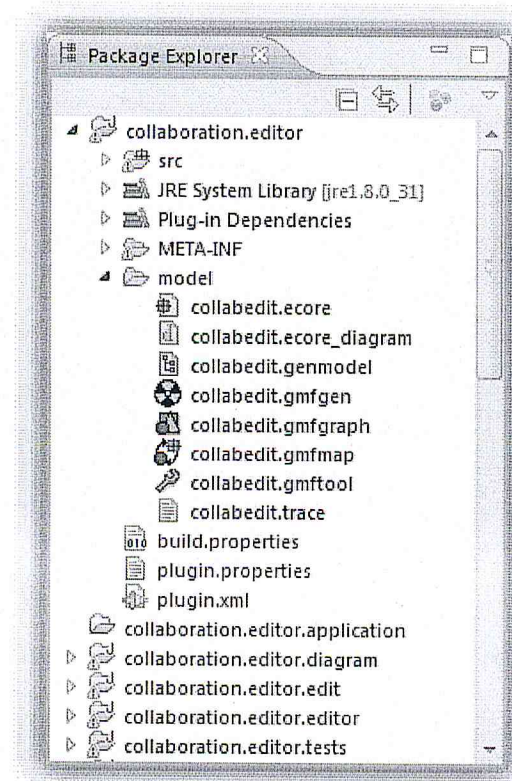 Package Explorer
collaboration.editor
src
JRE System Library [jre1.8.0_31]
Plug-in Dependencies
META-INF
model
collabedit.ecore
collabedit.ecore_diagram
collabedit.genmodel
collabedit.gmfgen
collabedit.gmfgraph
collabedit.gmfmap
collabedit.gmftool
collabedit.trace
010 build.properties
plugin.properties
plugin.xml
collaboration.editor.application
collaboration.editor.diagram
collaboration.editor.edit
collaboration.editor.editor
collaboration.editor.tests